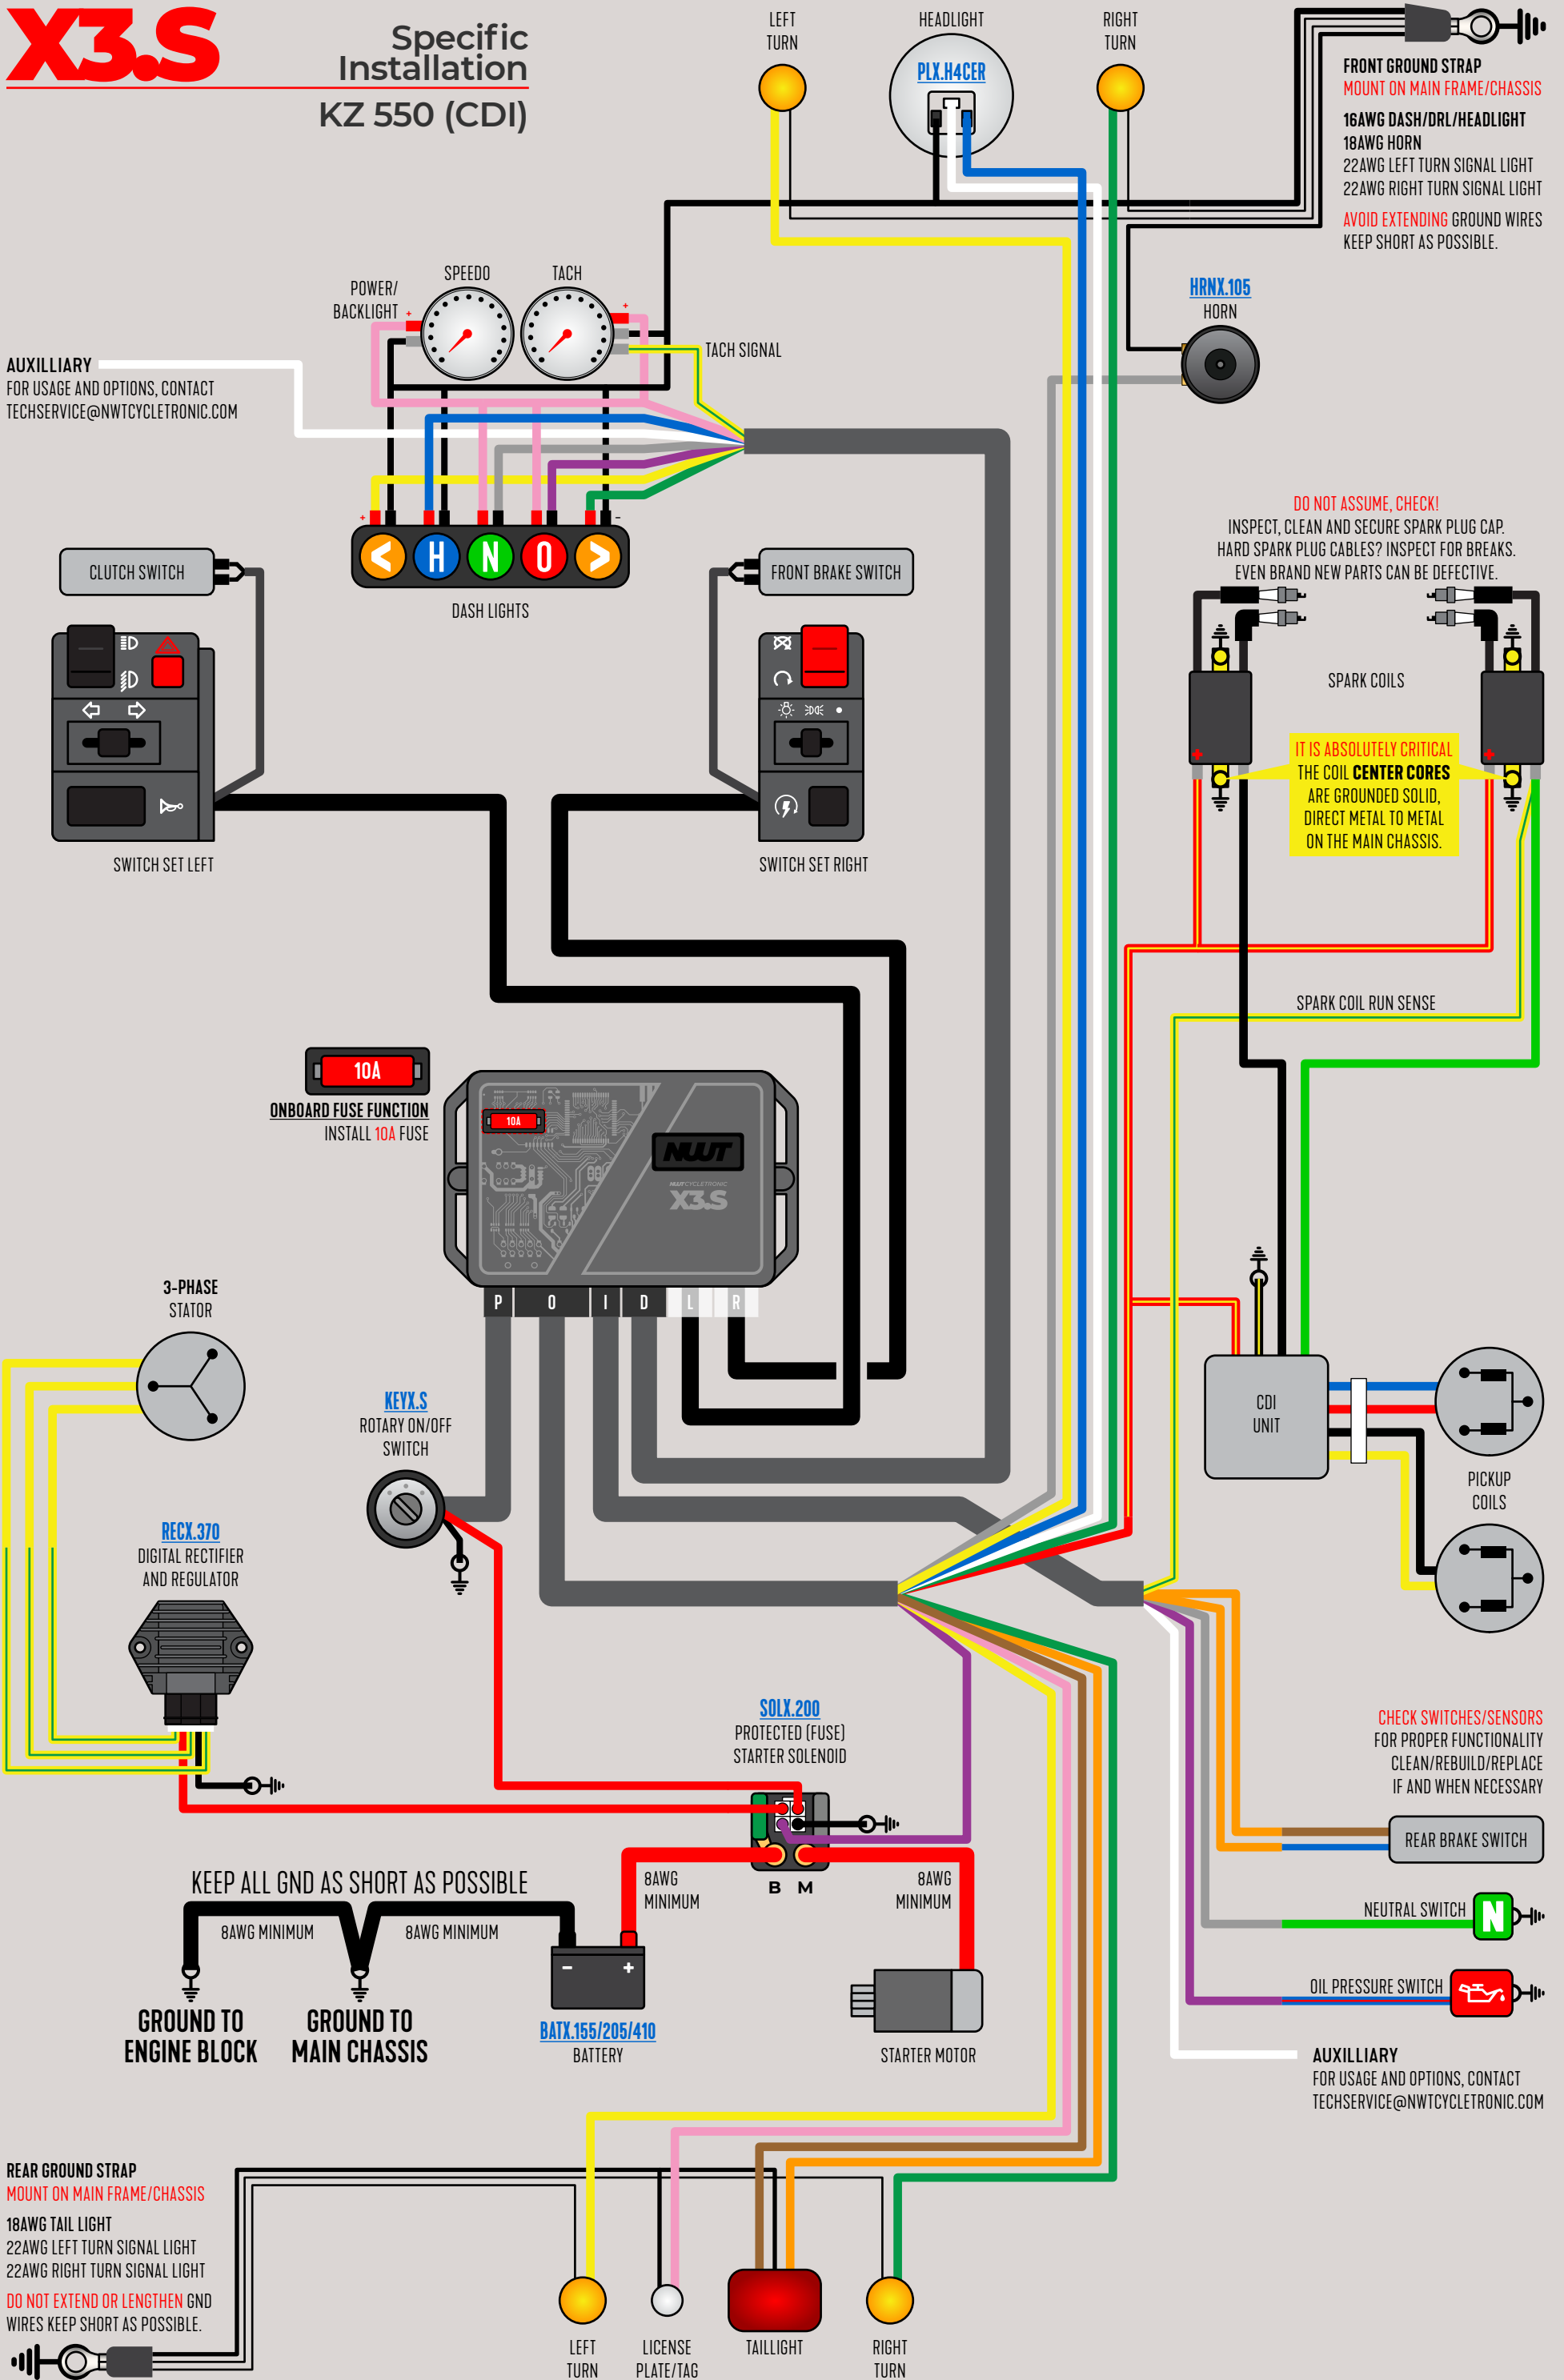 X3.S
Specific
Installation
KZ 550 (CDI)
LEFT
TURN
HEADLIGHT
PLX.H4CER
RIGHT
TURN
FRONT GROUND STRAP
MOUNT ON MAIN FRAME/CHASSIS
16AWG DASH/DRL/HEADLIGHT
18AWG HORN
22AWG LEFT TURN SIGNAL LIGHT
22AWG RIGHT TURN SIGNAL LIGHT
AVOID EXTENDING GROUND WIRES
KEEP SHORT AS POSSIBLE.
SPEEDO
TACH
POWER/
BACKLIGHT
+
+
TACH SIGNAL
HRNX.105
HORN
AUXILLIARY
FOR USAGE AND OPTIONS, CONTACT
TECHSERVICE@NWTCYCLETRONIC.COM
+
−
< H N O >
DASH LIGHTS
CLUTCH SWITCH
FRONT BRAKE SWITCH
SWITCH SET LEFT
SWITCH SET RIGHT
DO NOT ASSUME, CHECK!
INSPECT, CLEAN AND SECURE SPARK PLUG CAP.
HARD SPARK PLUG CABLES? INSPECT FOR BREAKS.
EVEN BRAND NEW PARTS CAN BE DEFECTIVE.
SPARK COILS
+
+
IT IS ABSOLUTELY CRITICAL
THE COIL CENTER CORES
ARE GROUNDED SOLID,
DIRECT METAL TO METAL
ON THE MAIN CHASSIS.
SPARK COIL RUN SENSE
10A
ONBOARD FUSE FUNCTION
INSTALL 10A FUSE
10A
NWT
NWTCYCLETRONIC
X3.S
P O I D L R
3-PHASE
STATOR
KEYX.S
ROTARY ON/OFF
SWITCH
CDI
UNIT
PICKUP
COILS
RECX.370
DIGITAL RECTIFIER
AND REGULATOR
SOLX.200
PROTECTED (FUSE)
STARTER SOLENOID
B M
CHECK SWITCHES/SENSORS
FOR PROPER FUNCTIONALITY
CLEAN/REBUILD/REPLACE
IF AND WHEN NECESSARY
REAR BRAKE SWITCH
NEUTRAL SWITCH
N
OIL PRESSURE SWITCH
KEEP ALL GND AS SHORT AS POSSIBLE
8AWG MINIMUM
8AWG MINIMUM
8AWG
MINIMUM
8AWG
MINIMUM
− +
GROUND TO
ENGINE BLOCK
GROUND TO
MAIN CHASSIS
BATX.155/205/410
BATTERY
STARTER MOTOR
AUXILLIARY
FOR USAGE AND OPTIONS, CONTACT
TECHSERVICE@NWTCYCLETRONIC.COM
REAR GROUND STRAP
MOUNT ON MAIN FRAME/CHASSIS
18AWG TAIL LIGHT
22AWG LEFT TURN SIGNAL LIGHT
22AWG RIGHT TURN SIGNAL LIGHT
DO NOT EXTEND OR LENGTHEN GND
WIRES KEEP SHORT AS POSSIBLE.
LEFT
TURN
LICENSE
PLATE/TAG
TAILLIGHT
RIGHT
TURN